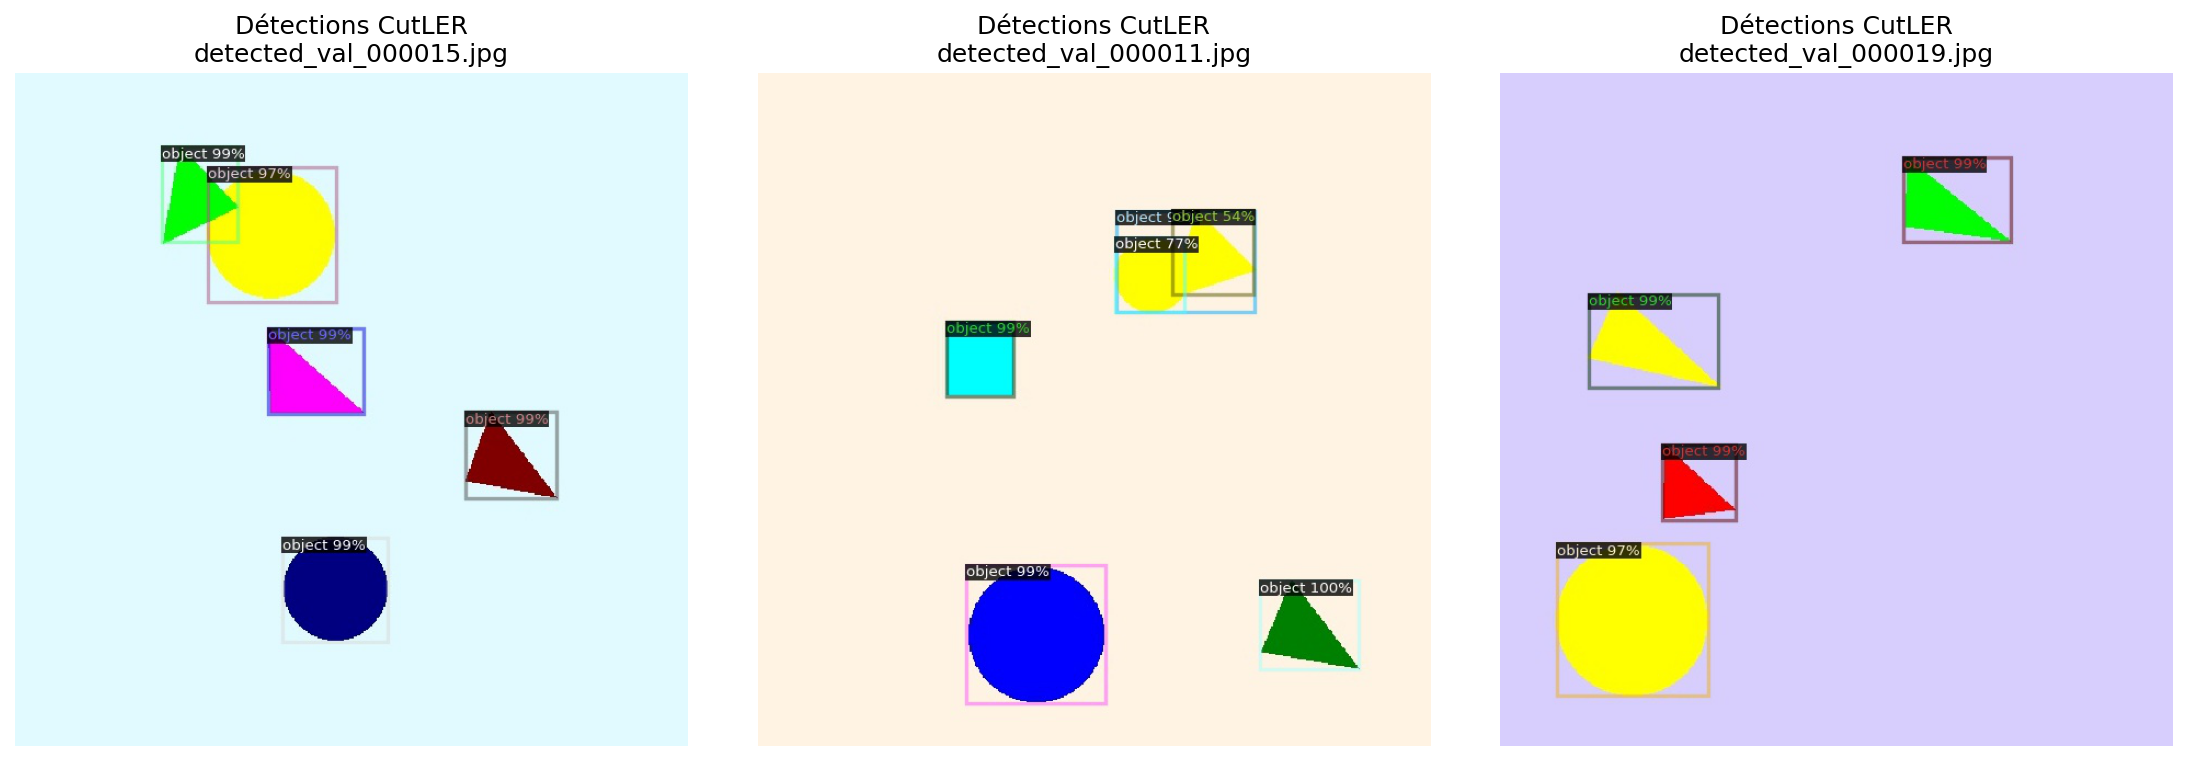 Détections CutLER
detected_val_000015.jpg
object 99%
object 97%
object 99%
object 99%
object 99%
Détections CutLER
detected_val_000011.jpg
object 9
object 54%
object 77%
object 99%
object 99%
object 100%
Détections CutLER
detected_val_000019.jpg
object 99%
object 99%
object 99%
object 97%